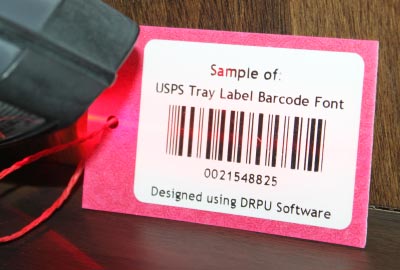 Sample of:
USPS Tray Label Barcode Font
0021548825
Designed using DRPU Software